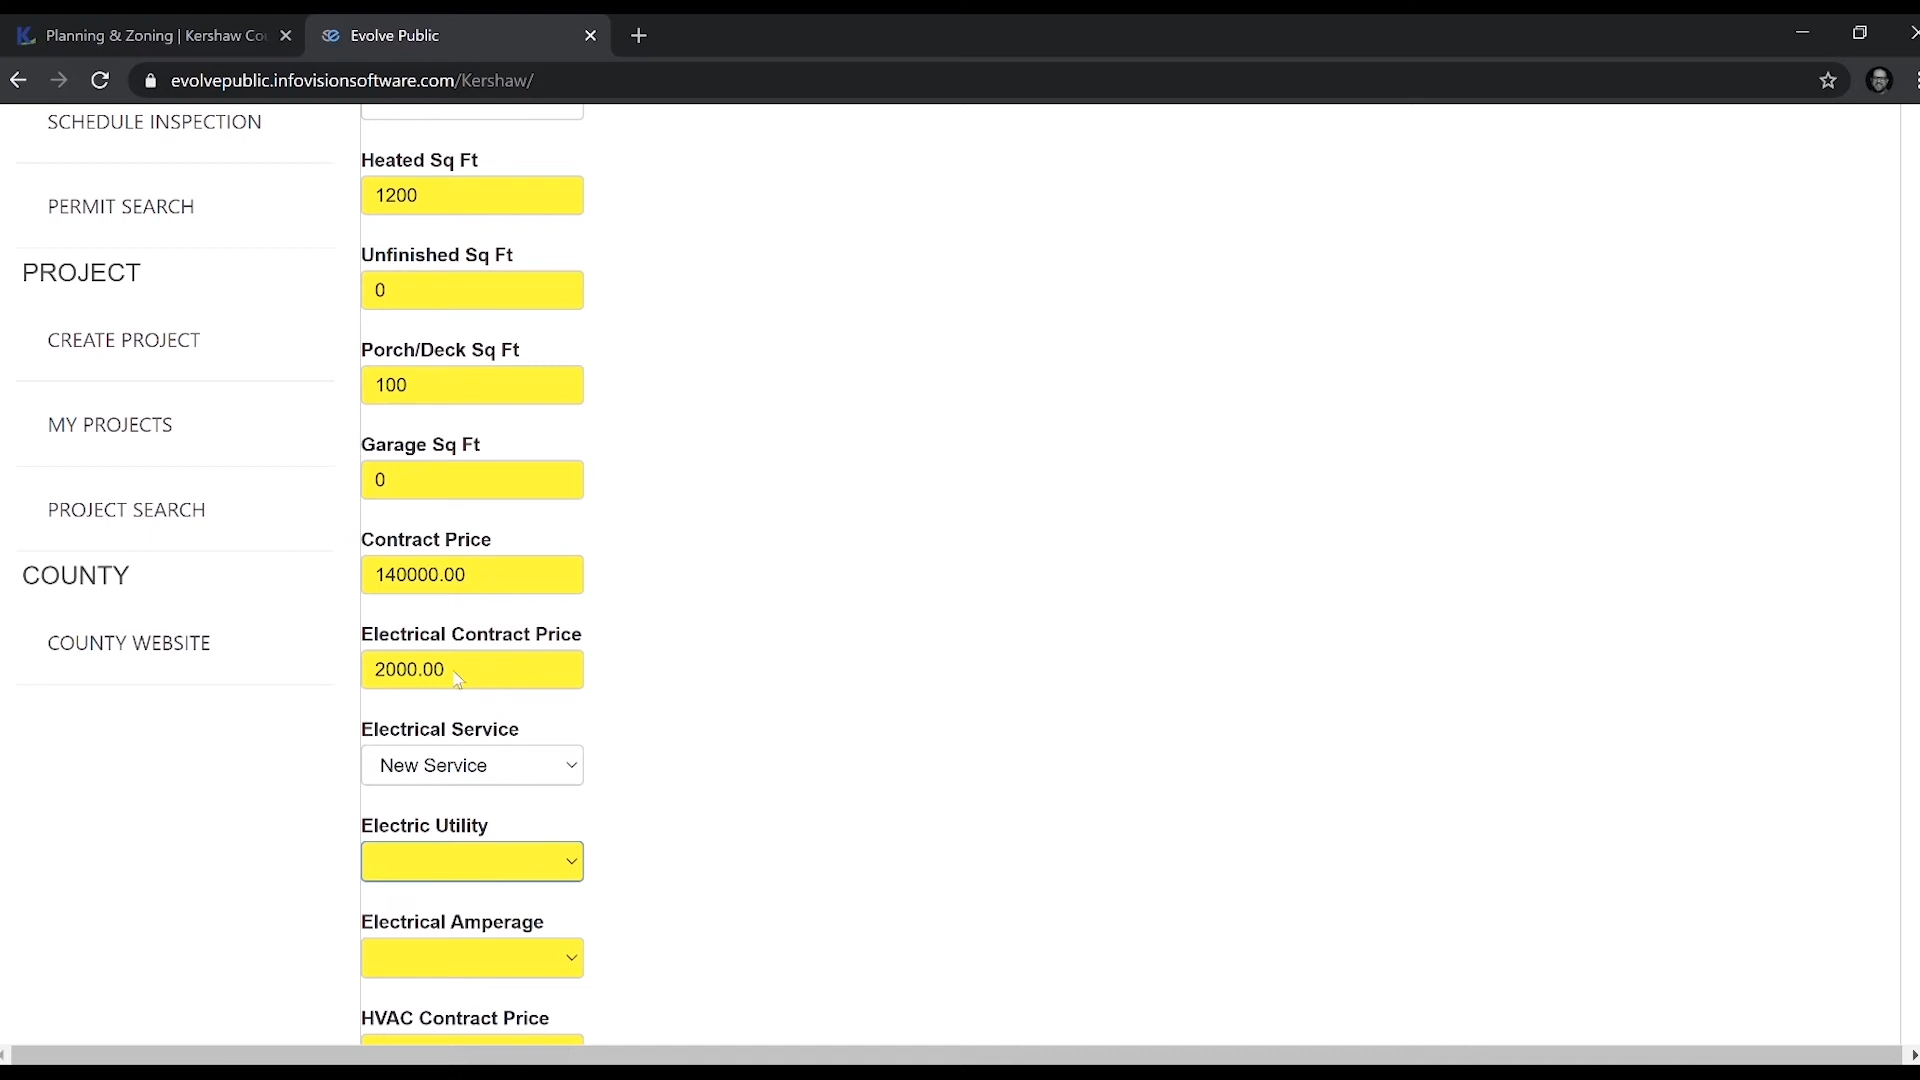 Planning & Zoning | Kershaw Co
Evolve Public
evolvepublic.infovisionsoftware.com/Kershaw/
SCHEDULE INSPECTION
PERMIT SEARCH
PROJECT
CREATE PROJECT
MY PROJECTS
PROJECT SEARCH
COUNTY
COUNTY WEBSITE
Heated Sq Ft
1200
Unfinished Sq Ft
0
Porch/Deck Sq Ft
100
Garage Sq Ft
0
Contract Price
140000.00
Electrical Contract Price
2000.00
Electrical Service
New Service
Electric Utility
Electrical Amperage
HVAC Contract Price